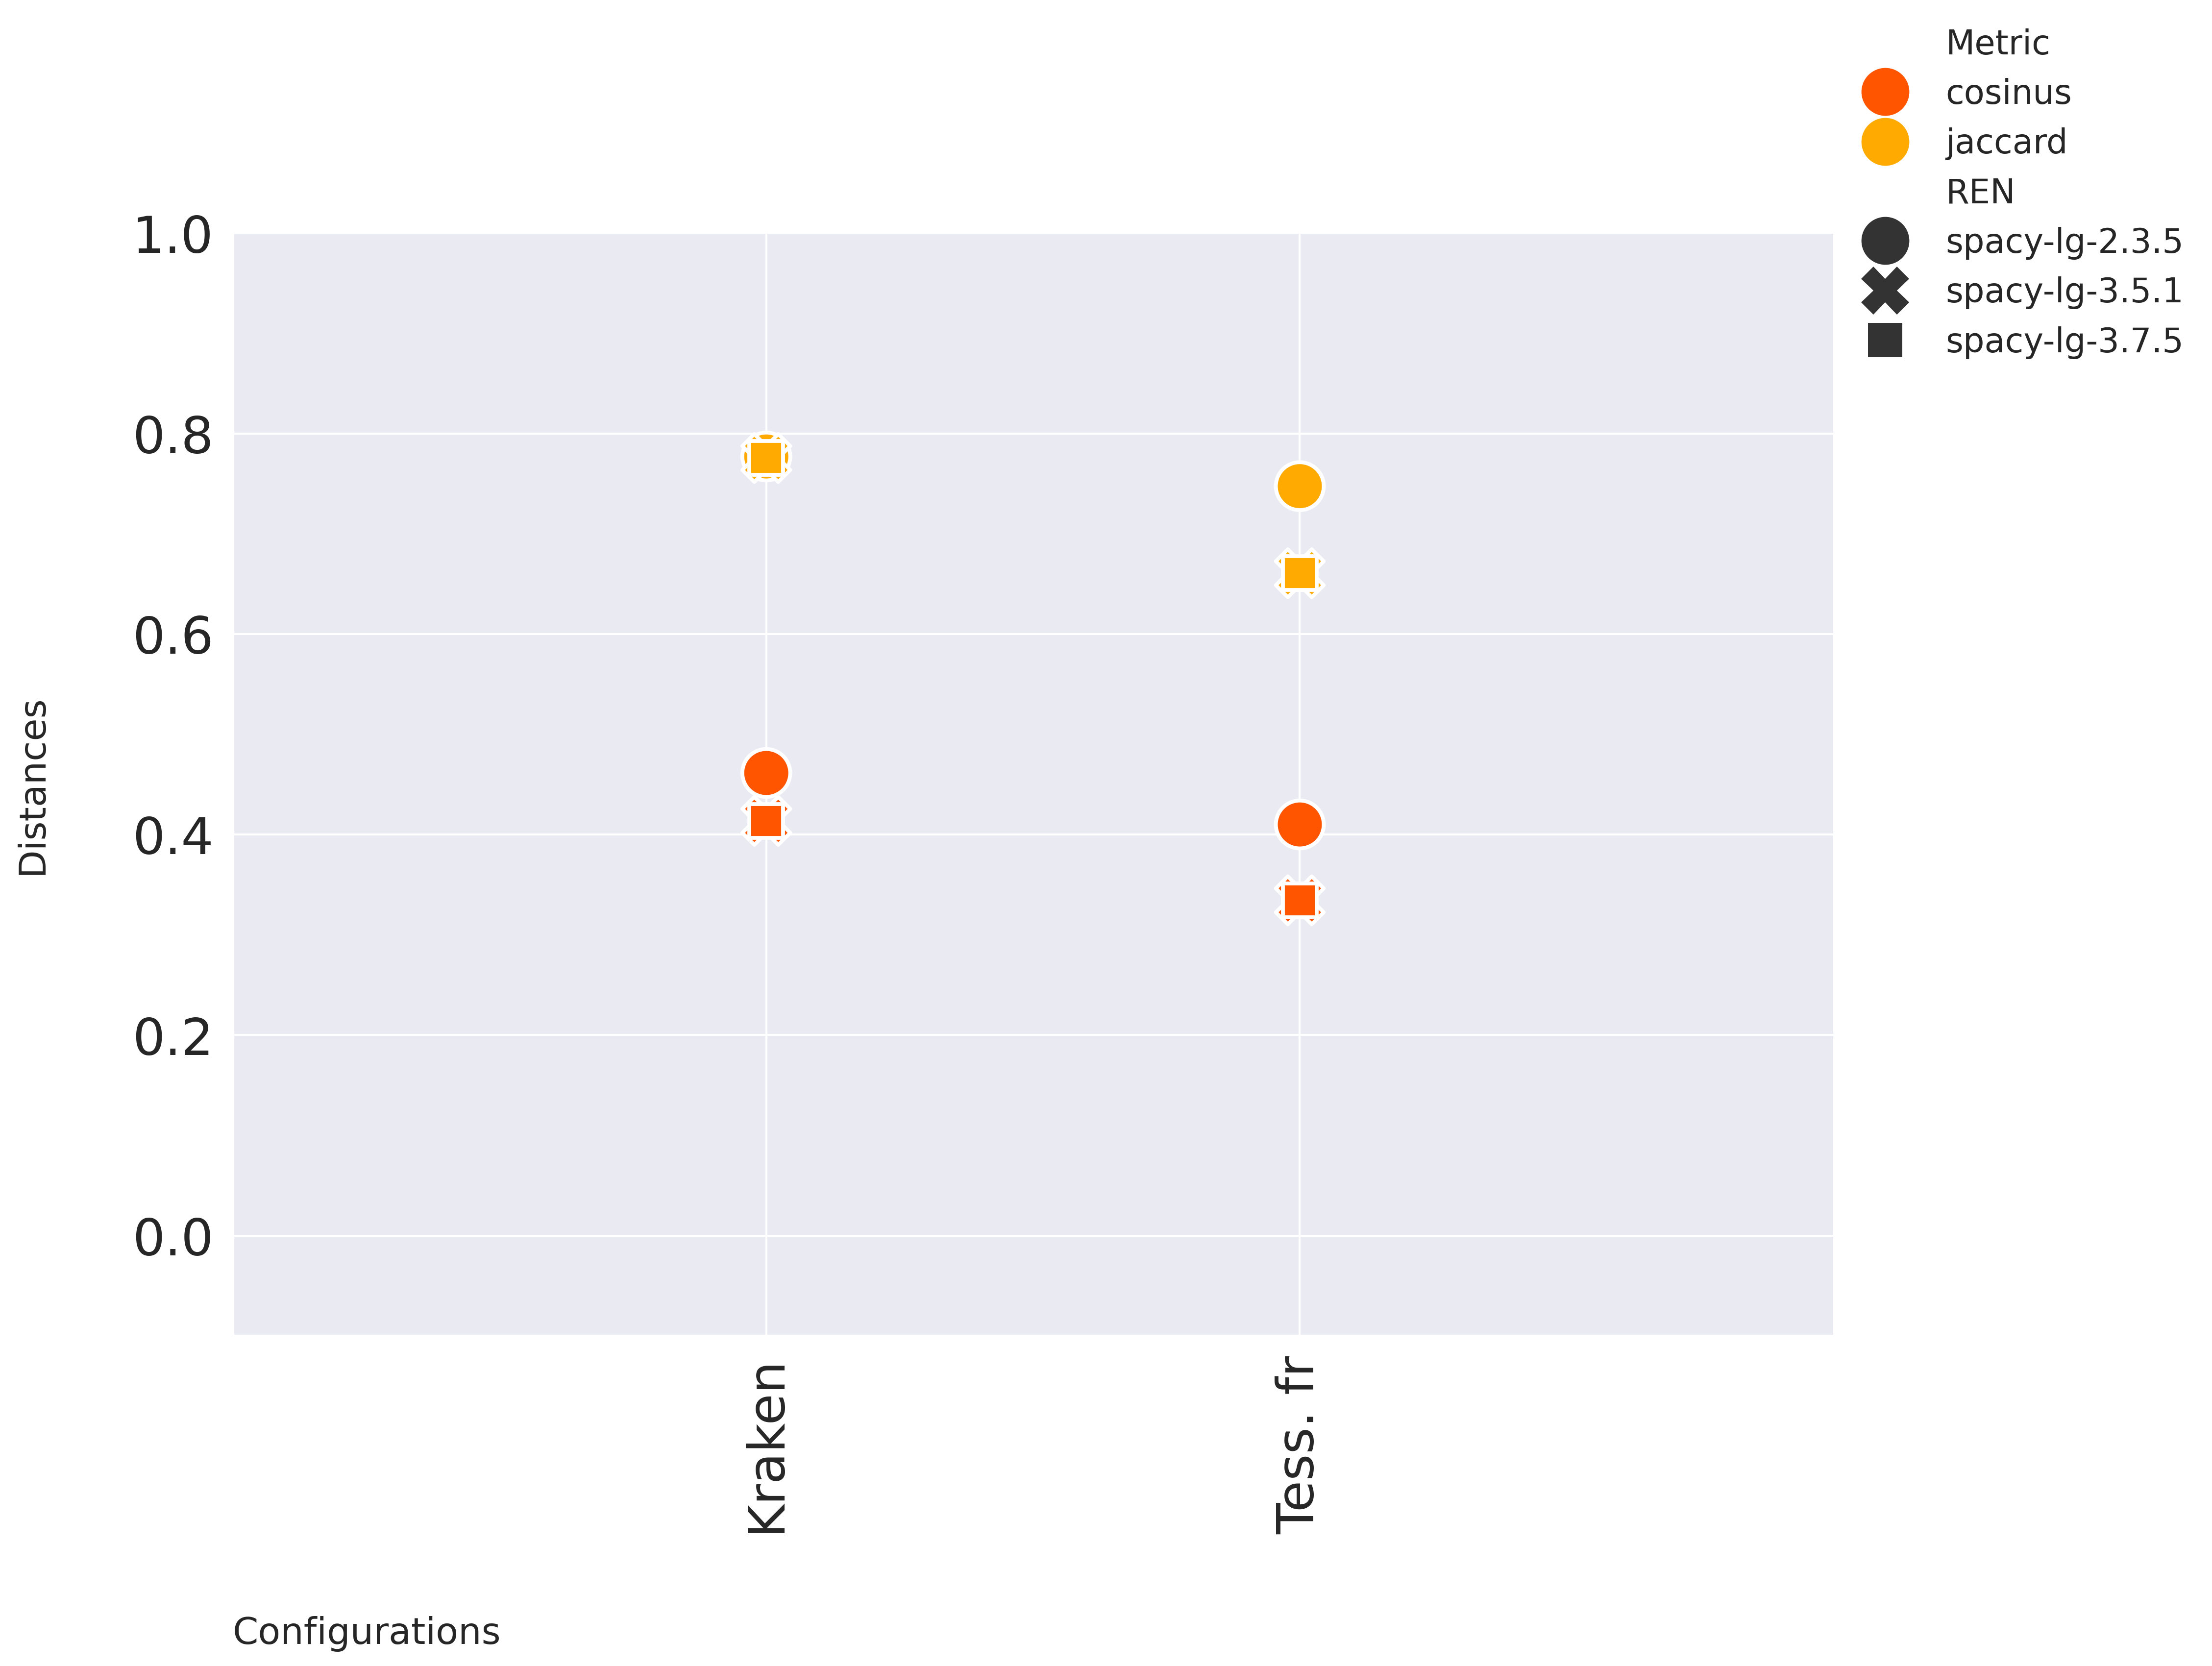 Metric
cosinus
jaccard
REN
spacy-lg-2.3.5
spacy-lg-3.5.1
spacy-lg-3.7.5
1.0
0.8
0.6
0.4
0.2
0.0
Distances
Kraken
Tess. fr
Configurations